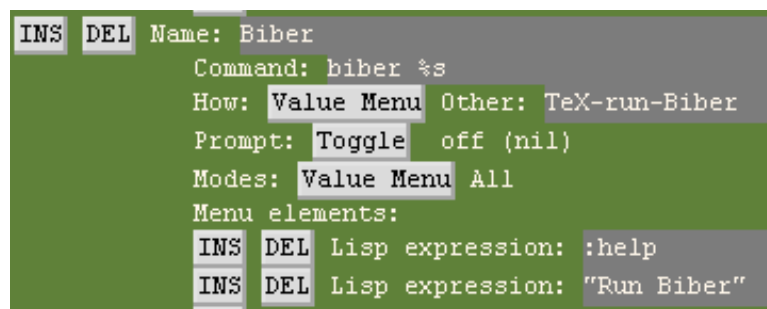 INS DEL Name: Biber
Command: biber %s
How: Value Menu Other: TeX-run-Biber
Prompt: Toggle off (nil)
Modes: Value Menu All
Menu elements:
INS DEL Lisp expression: :help
INS DEL Lisp expression: "Run Biber"